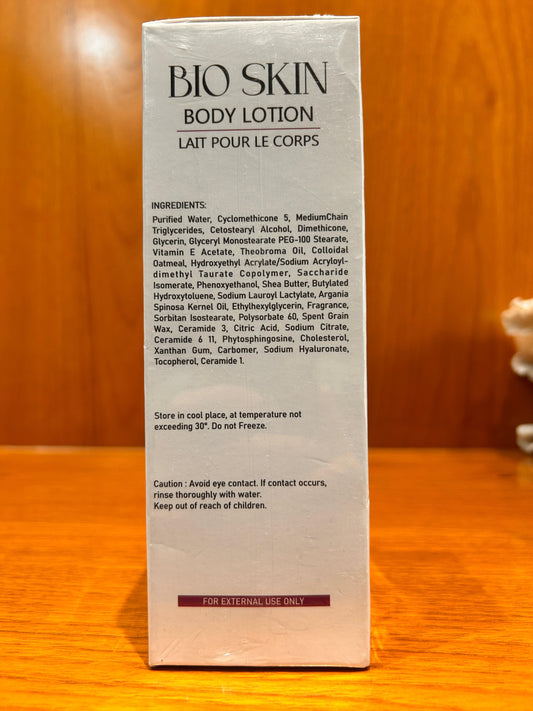 BIO SKIN
BODY LOTION
LAIT POUR LE CORPS
INGREDIENTS:
Purified Water, Cyclomethicone 5, MediumChain
Triglycerides, Cetostearyl Alcohol, Dimethicone,
Glycerin, Glyceryl Monostearate PEG-100 Stearate,
Vitamin E Acetate, Theobroma Oil, Colloidal
Oatmeal, Hydroxyethyl Acrylate/Sodium Acryloyl-
dimethyl Taurate Copolymer, Saccharide
Isomerate, Phenoxyethanol, Shea Butter, Butylated
Hydroxytoluene, Sodium Lauroyl Lactylate, Argania
Spinosa Kernel Oil, Ethylhexylglycerin, Fragrance,
Sorbitan Isostearate, Polysorbate 60, Spent Grain
Wax, Ceramide 3, Citric Acid, Sodium Citrate,
Ceramide 6 11, Phytosphingosine, Cholesterol,
Xanthan Gum, Carbomer, Sodium Hyaluronate,
Tocopherol, Ceramide 1.
Store in cool place, at temperature not
exceeding 30°. Do not Freeze.
Caution : Avoid eye contact. If contact occurs,
rinse thoroughly with water.
Keep out of reach of children.
FOR EXTERNAL USE ONLY